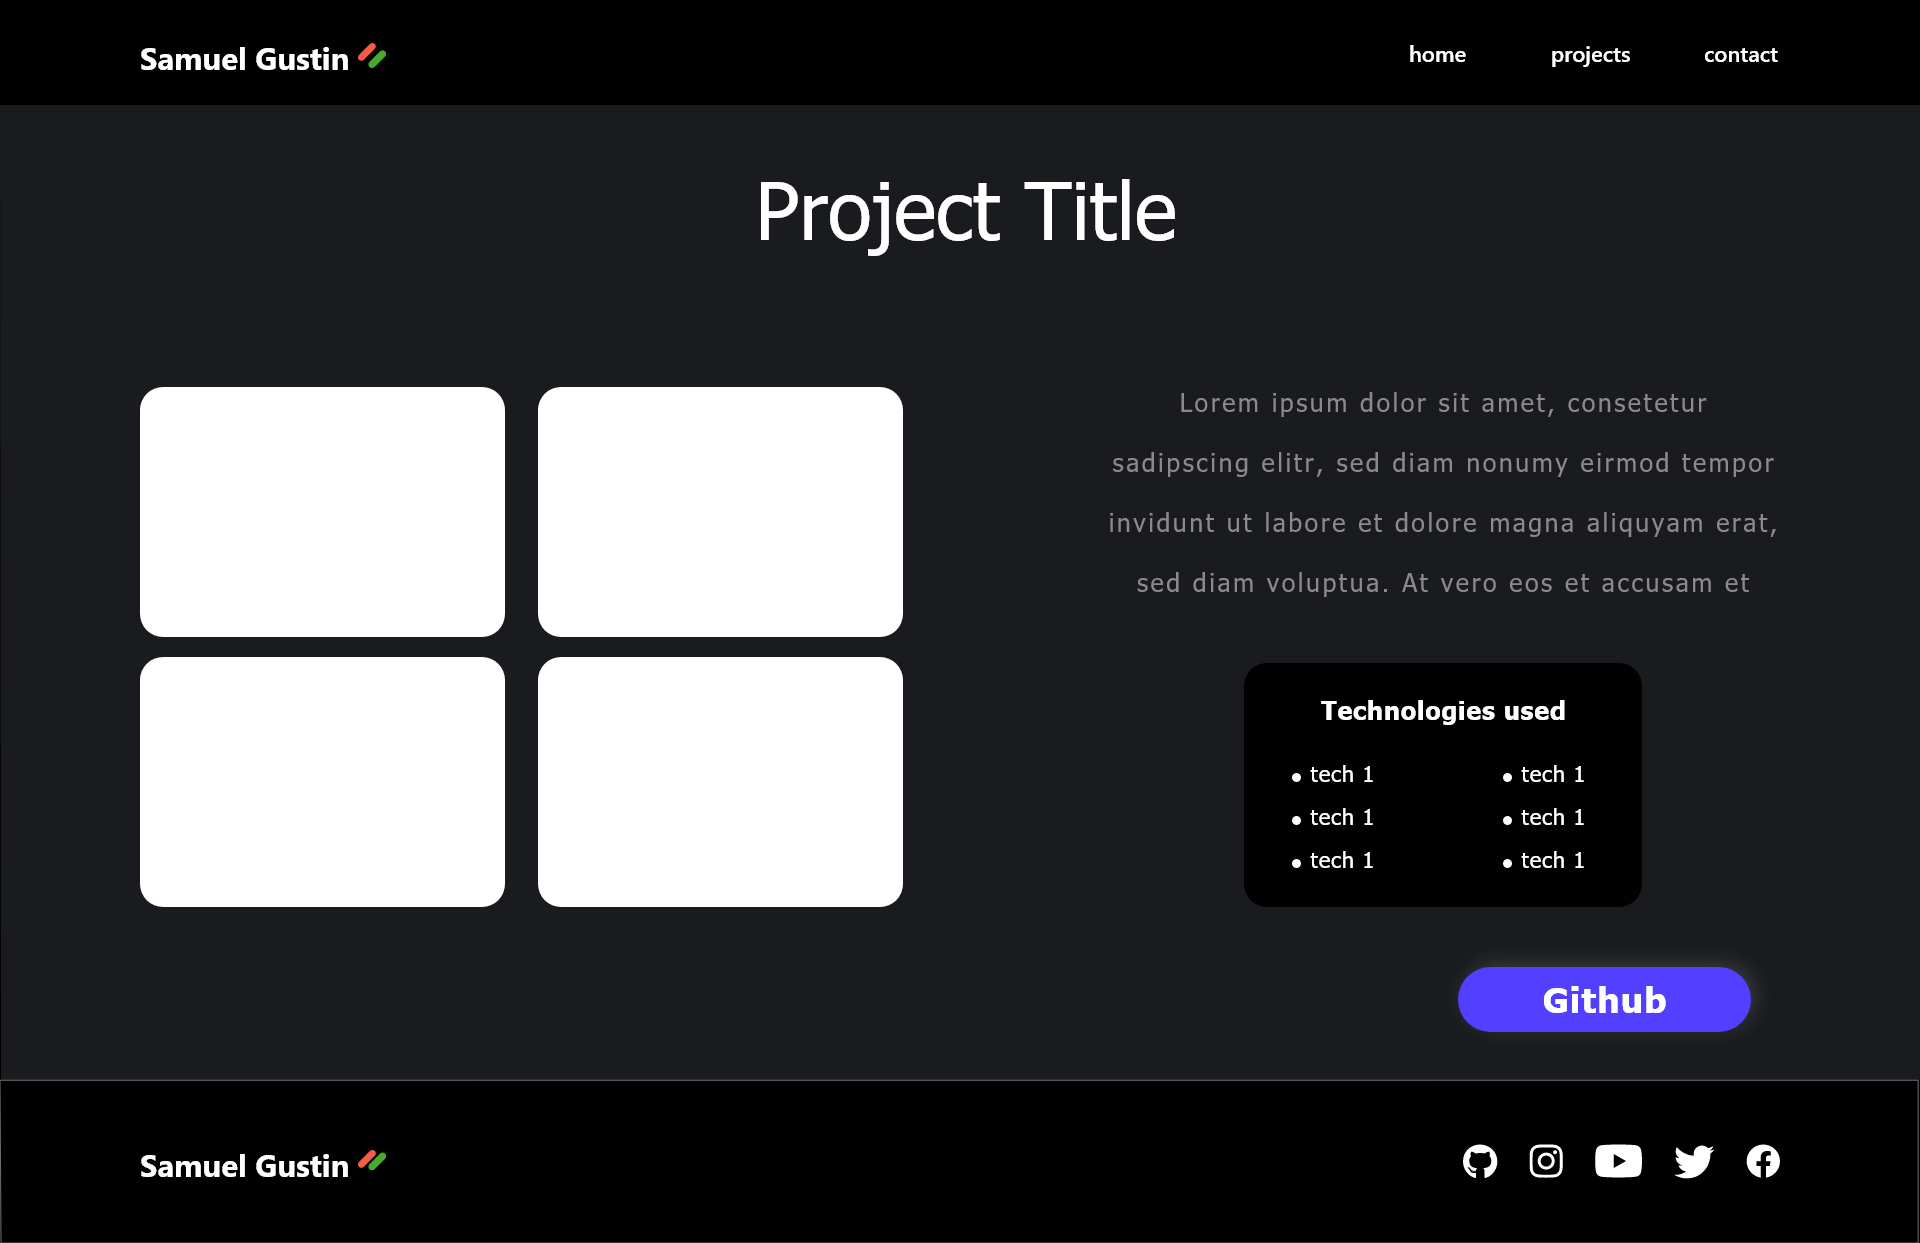 Samuel Gustin
home projects contact
Project Title
Lorem ipsum dolor sit amet, consetetur
sadipscing elitr, sed diam nonumy eirmod tempor
invidunt ut labore et dolore magna aliquyam erat,
sed diam voluptua. At vero eos et accusam et
Technologies used
• tech 1 • tech 1
• tech 1 • tech 1
• tech 1 • tech 1
Github
Samuel Gustin